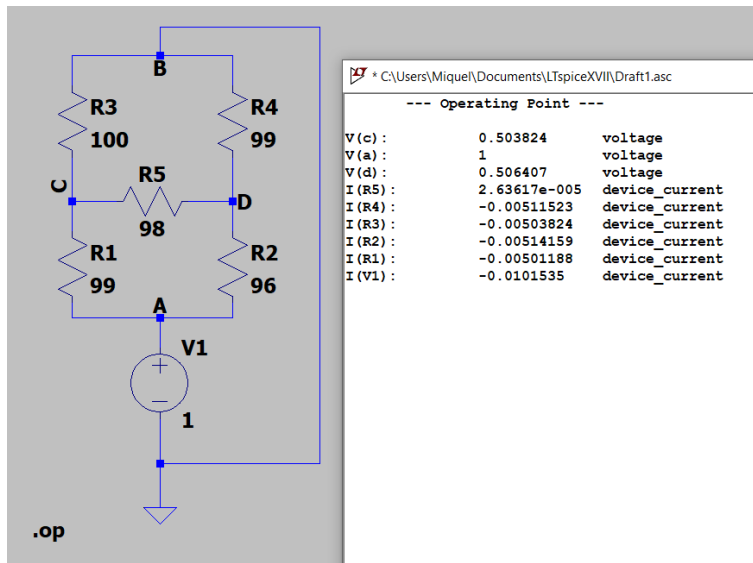 B
R3
100
R4
99
C
R5
98
D
R1
99
R2
96
A
V1
1
.op
* C:\Users\Miquel\Documents\LTspiceXVII\Draft1.asc
--- Operating Point ---
V(c): 0.503824 voltage
V(a): 1 voltage
V(d): 0.506407 voltage
I(R5): 2.63617e-005 device_current
I(R4): -0.00511523 device_current
I(R3): -0.00503824 device_current
I(R2): -0.00514159 device_current
I(R1): -0.00501188 device_current
I(V1): -0.0101535 device_current